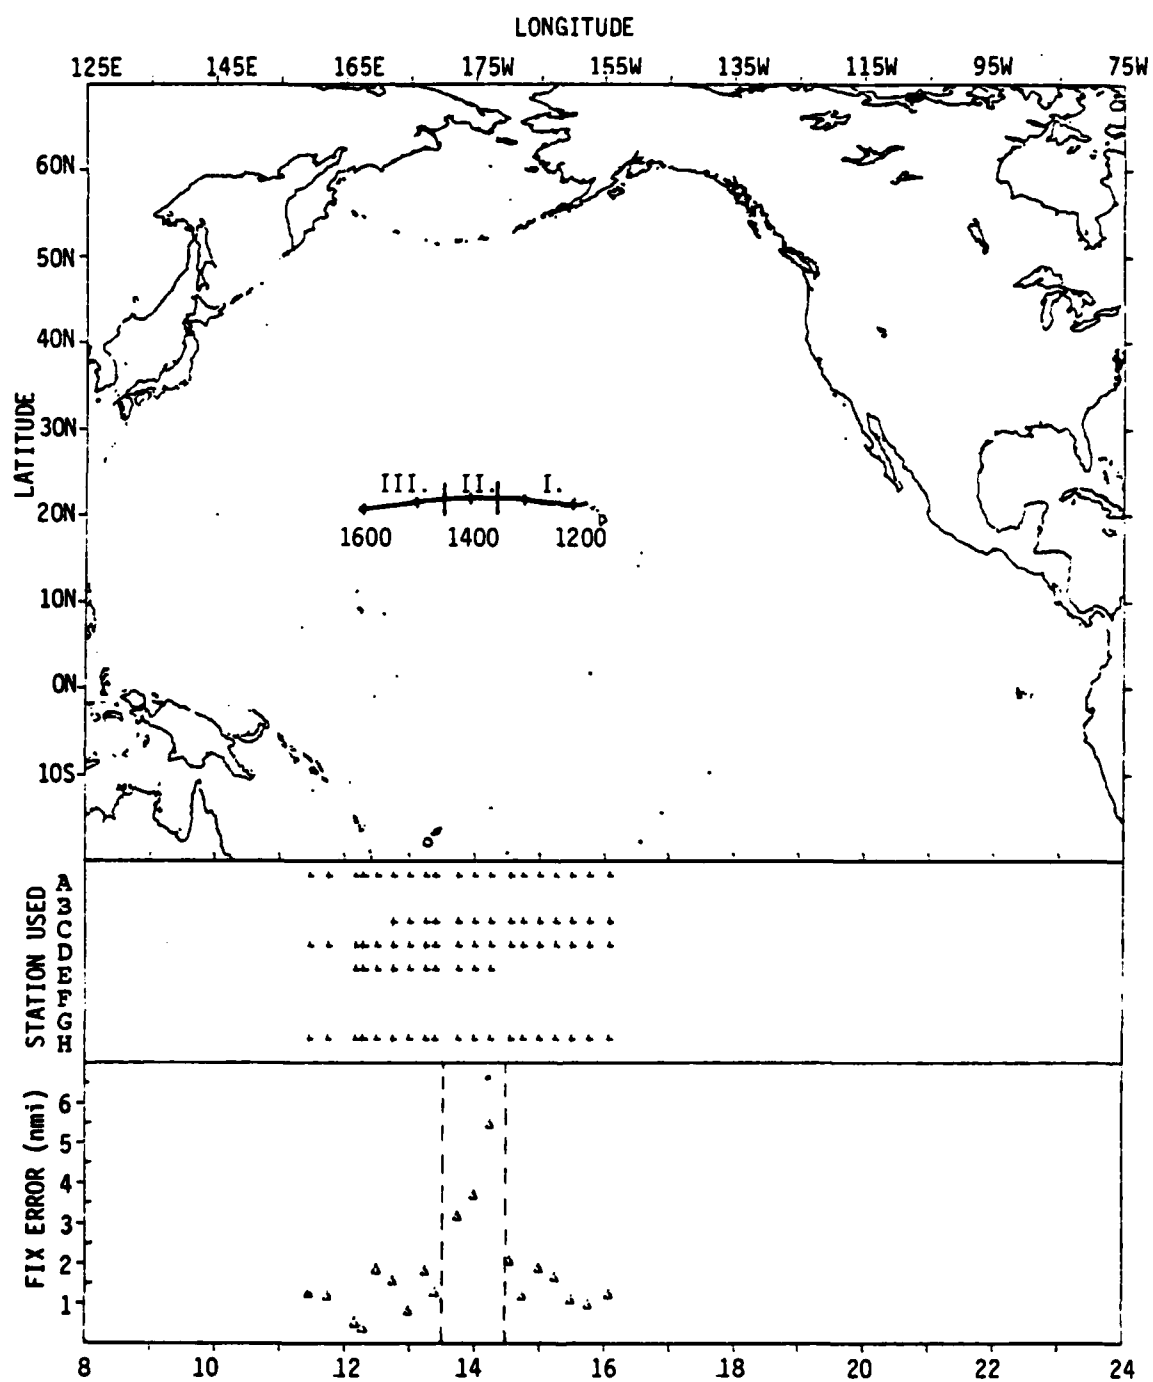 LONGITUDE
125E 145E 165E 175W 155W 135W 115W 95W 75W
LATITUDE
60N
50N
40N
30N
20N
10N
0N
10S
III. II. I.
1600 1400 1200
STATION USED
A
B
C
D
E
F
G
H
FIX ERROR (nmi)
6
5
4
3
2
1
8 10 12 14 16 18 20 22 24